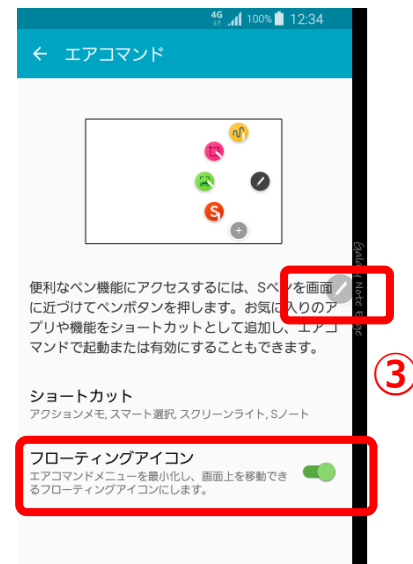 4G 100% 12:34
エアコマンド
S
便利なペン機能にアクセスするには、Sペンを画面
に近づけてペンボタンを押します。お気に入りのア
プリや機能をショートカットとして追加し、エアコ
マンドで起動または有効にすることもできます。
Galaxy Note Edge
③
ショートカット
アクションメモ, スマート選択, スクリーンライト, Sノート
フローティングアイコン
エアコマンドメニューを最小化し、画面上を移動でき
るフローティングアイコンにします。